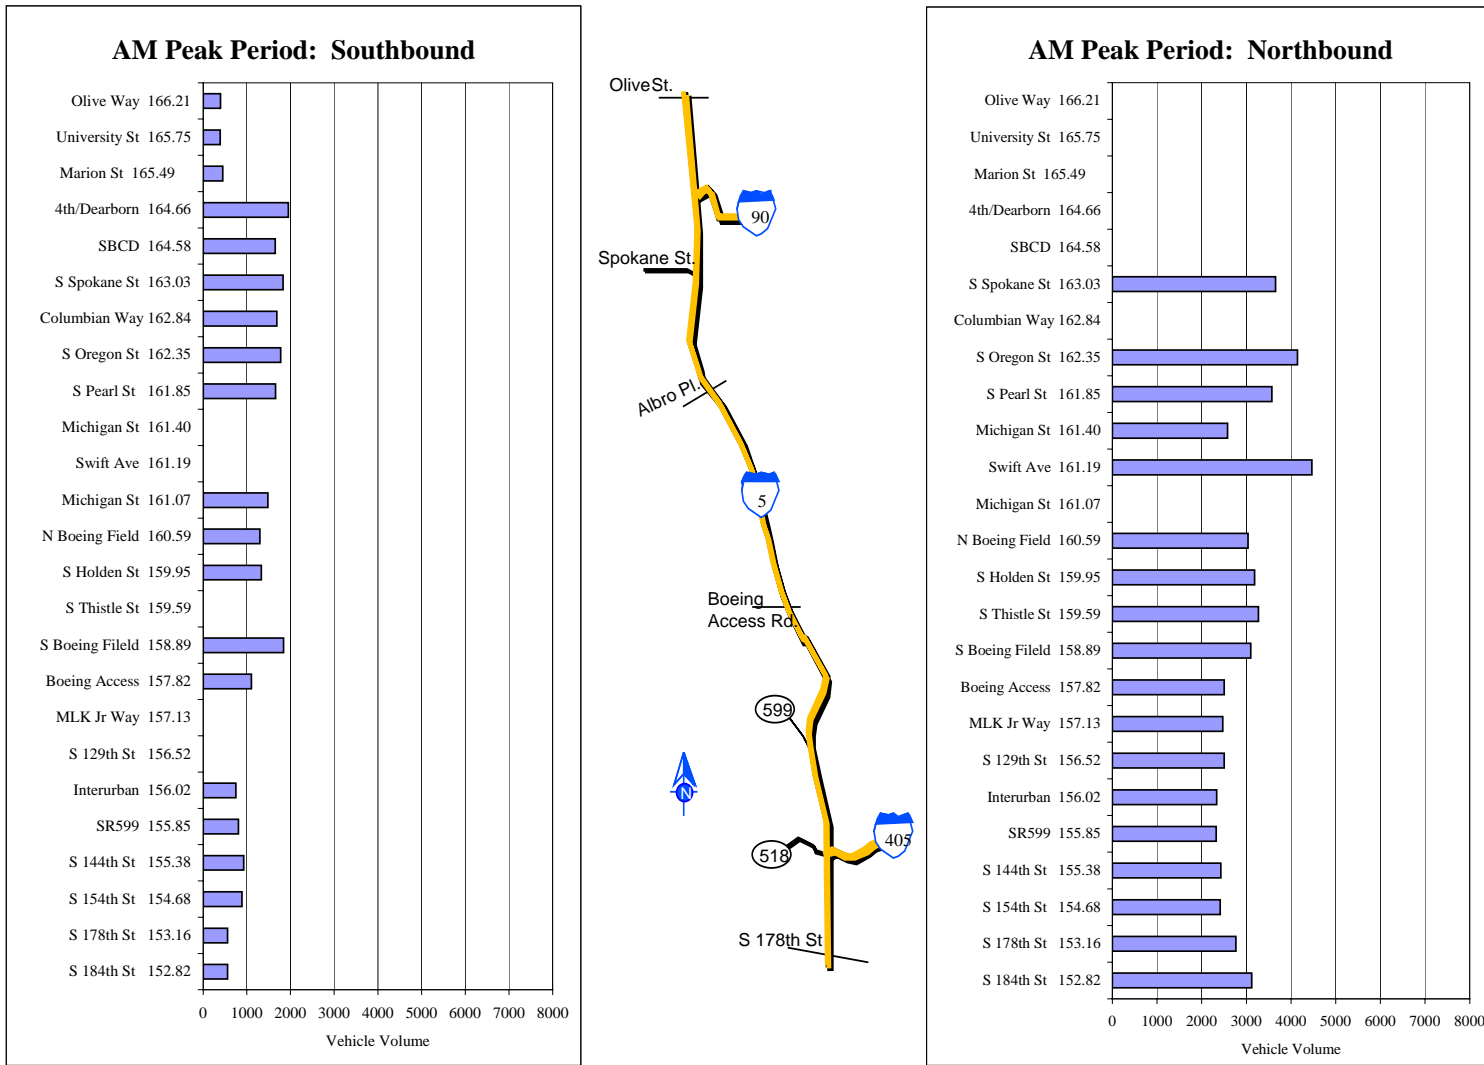 AM Peak Period:  Southbound
Olive Way 166.21
University St 165.75
Marion St 165.49
4th/Dearborn 164.66
SBCD 164.58
S Spokane St 163.03
Columbian Way 162.84
S Oregon St 162.35
S Pearl St 161.85
Michigan St 161.40
Swift Ave 161.19
Michigan St 161.07
N Boeing Field 160.59
S Holden St 159.95
S Thistle St 159.59
S Boeing Fileld 158.89
Boeing Access 157.82
MLK Jr Way 157.13
S 129th St 156.52
Interurban 156.02
SR599 155.85
S 144th St 155.38
S 154th St 154.68
S 178th St 153.16
S 184th St 152.82
0 1000 2000 3000 4000 5000 6000 7000 8000
Vehicle Volume
Olive St.
90
Spokane St.
Albro Pl.
5
Boeing
Access Rd.
599
N
405
518
S 178th St
AM Peak Period:  Northbound
Olive Way 166.21
University St 165.75
Marion St 165.49
4th/Dearborn 164.66
SBCD 164.58
S Spokane St 163.03
Columbian Way 162.84
S Oregon St 162.35
S Pearl St 161.85
Michigan St 161.40
Swift Ave 161.19
Michigan St 161.07
N Boeing Field 160.59
S Holden St 159.95
S Thistle St 159.59
S Boeing Fileld 158.89
Boeing Access 157.82
MLK Jr Way 157.13
S 129th St 156.52
Interurban 156.02
SR599 155.85
S 144th St 155.38
S 154th St 154.68
S 178th St 153.16
S 184th St 152.82
0 1000 2000 3000 4000 5000 6000 7000 8000
Vehicle Volume